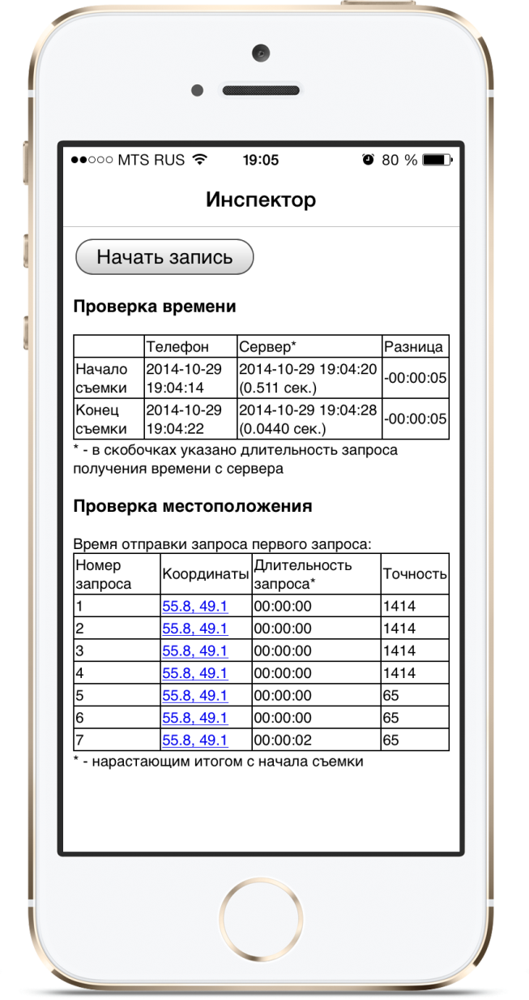 MTS RUS 19:05 80 %
Инспектор
Начать запись
Проверка времени
Телефон Сервер* Разница
Начало съемки 2014-10-29 19:04:14 2014-10-29 19:04:20 (0.511 сек.) -00:00:05
Конец съемки 2014-10-29 19:04:22 2014-10-29 19:04:28 (0.0440 сек.) -00:00:05
* - в скобочках указано длительность запроса
получения времени с сервера
Проверка местоположения
Время отправки запроса первого запроса:
Номер запроса Координаты Длительность запроса* Точность
1 55.8, 49.1 00:00:00 1414
2 55.8, 49.1 00:00:00 1414
3 55.8, 49.1 00:00:00 1414
4 55.8, 49.1 00:00:00 1414
5 55.8, 49.1 00:00:00 65
6 55.8, 49.1 00:00:00 65
7 55.8, 49.1 00:00:02 65
* - нарастающим итогом с начала съемки